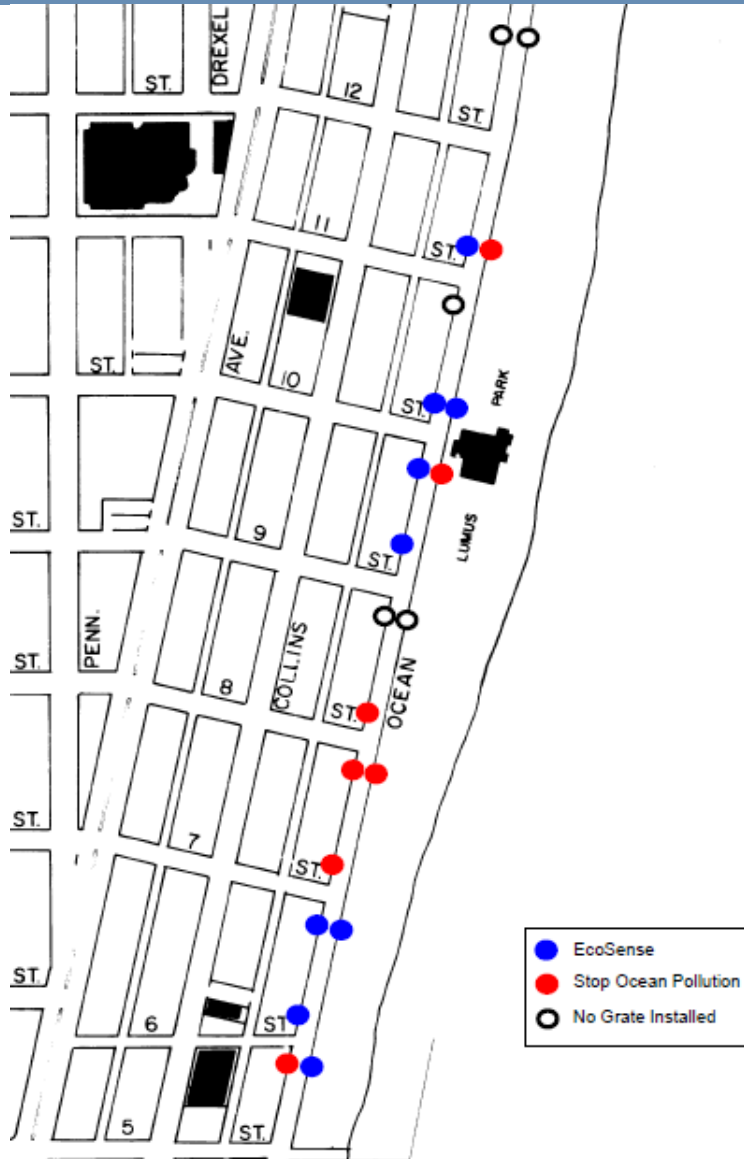 DREXEL
ST.
12
ST.
11
ST.
AVE.
ST.
10
ST.
PARK
ST.
9
ST.
LUMUS
PENN.
COLLINS
OCEAN
ST.
8
ST.
ST.
7
ST.
EcoSense
Stop Ocean Pollution
No Grate Installed
ST.
6
ST
5
ST.